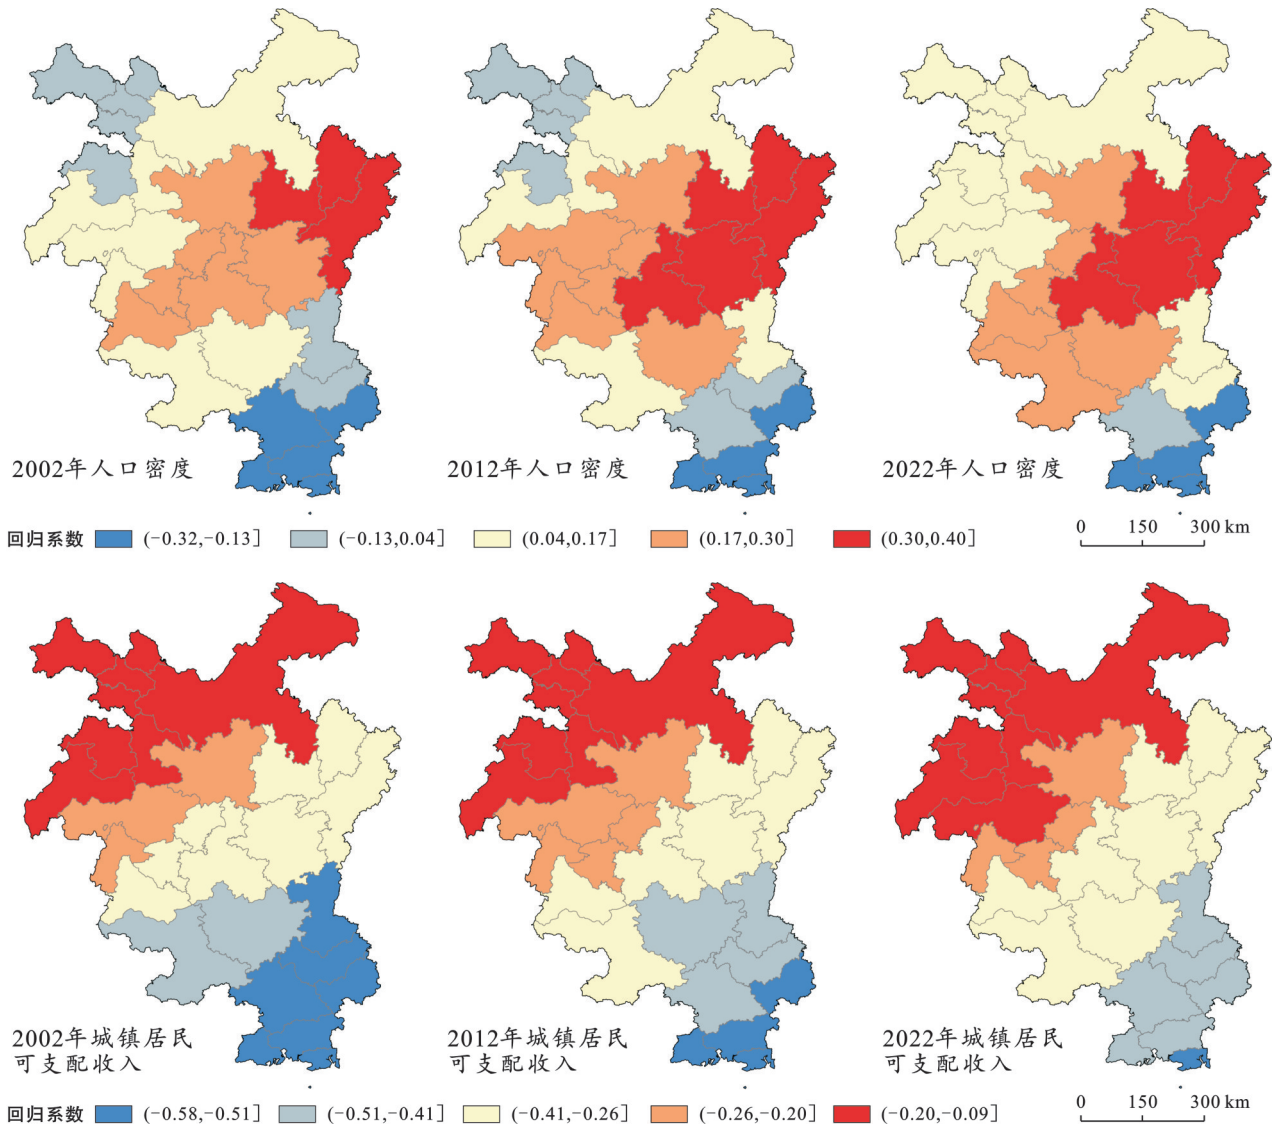 2002年人口密度
2012年人口密度
2022年人口密度
回归系数 (−0.32,−0.13] (−0.13,0.04] (0.04,0.17] (0.17,0.30] (0.30,0.40] 0 150 300 km
2002年城镇居民
可支配收入
2012年城镇居民
可支配收入
2022年城镇居民
可支配收入
回归系数 (−0.58,−0.51] (−0.51,−0.41] (−0.41,−0.26] (−0.26,−0.20] (−0.20,−0.09] 0 150 300 km